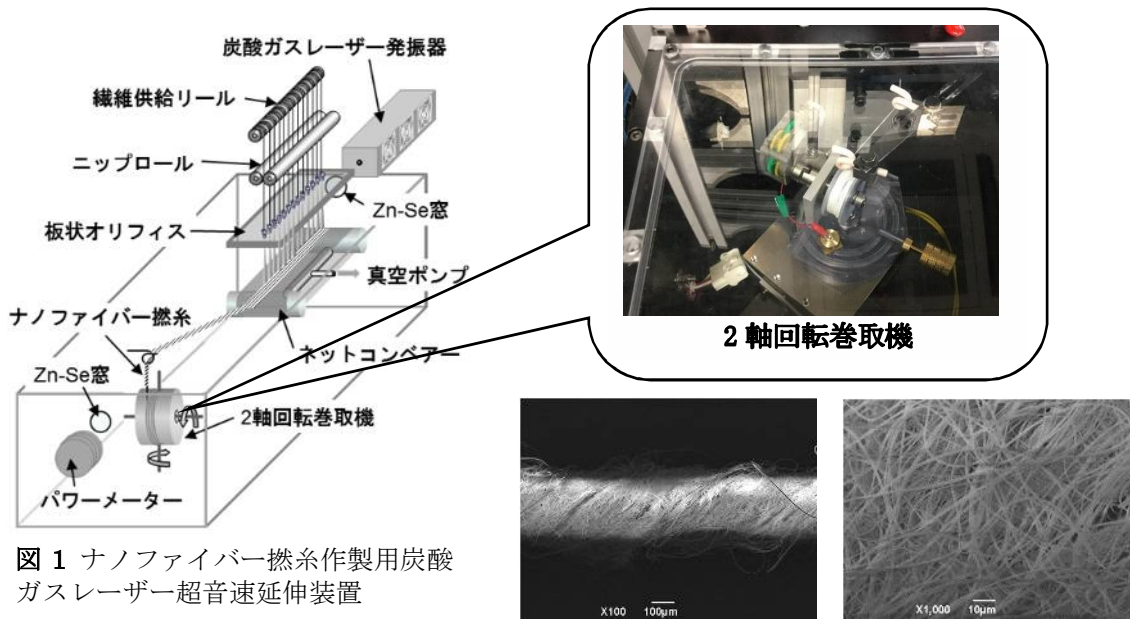 炭酸ガスレーザー発振器
繊維供給リール
ニップロール
Zn-Se窓
板状オリフィス
真空ポンプ
ナノファイバー撚糸
ネットコンベアー
Zn-Se窓
2軸回転巻取機
パワーメーター
2 軸回転巻取機
図 1 ナノファイバー撚糸作製用炭酸
ガスレーザー超音速延伸装置
X100 100μm
X1,000 10μm